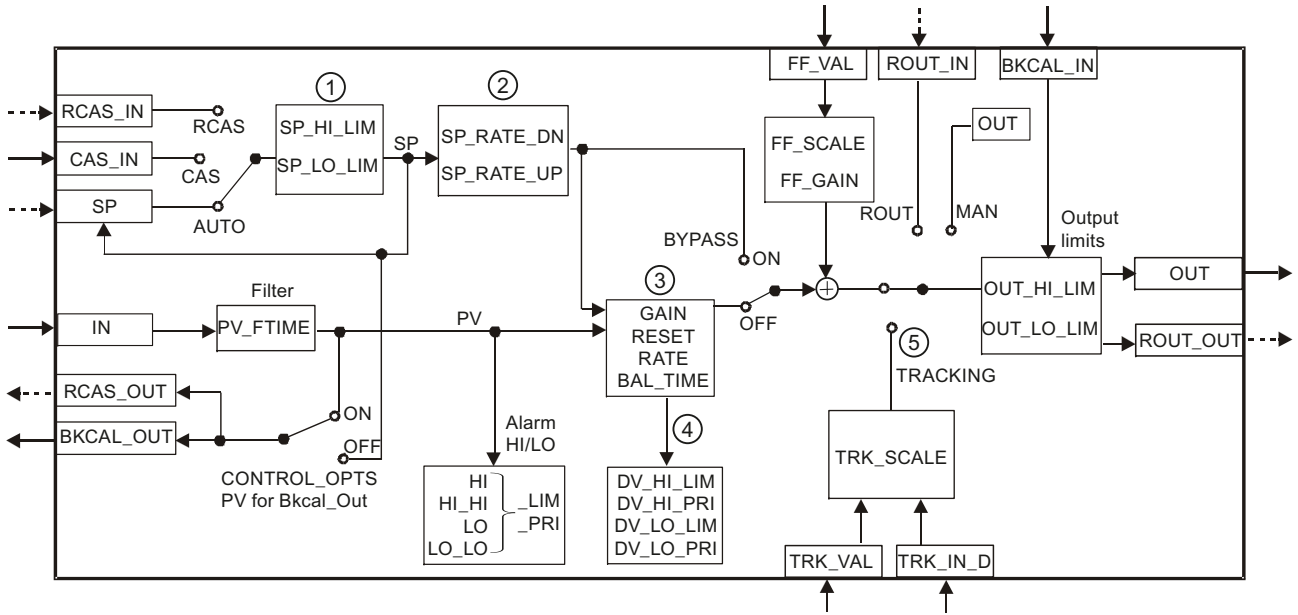 FF_VAL
ROUT_IN
BKCAL_IN
RCAS_IN
RCAS
CAS_IN
CAS
SP
AUTO
1
SP_HI_LIM
SP_LO_LIM
SP
2
SP_RATE_DN
SP_RATE_UP
FF_SCALE
FF_GAIN
OUT
ROUT
MAN
BYPASS
ON
OFF
Output
limits
OUT_HI_LIM
OUT_LO_LIM
OUT
ROUT_OUT
Filter
IN
PV_FTIME
PV
3
GAIN
RESET
RATE
BAL_TIME
5
TRACKING
RCAS_OUT
BKCAL_OUT
ON
OFF
CONTROL_OPTS
PV for Bkcal_Out
Alarm
HI/LO
HI
HI_HI
LO
LO_LO
_LIM
_PRI
4
DV_HI_LIM
DV_HI_PRI
DV_LO_LIM
DV_LO_PRI
TRK_SCALE
TRK_VAL
TRK_IN_D